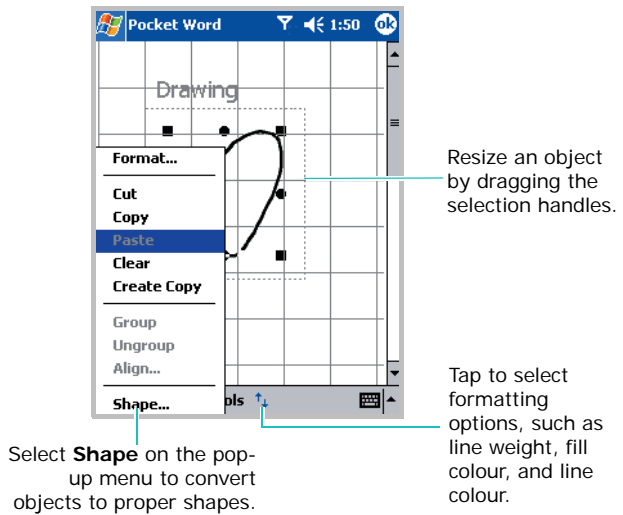 Pocket Word 1:50 ok
Drawing
Format...
Cut
Copy
Paste
Clear
Create Copy
Group
Ungroup
Align...
Shape...
ols
Resize an object
by dragging the
selection handles.
Tap to select
formatting
options, such as
line weight, fill
colour, and line
colour.
Select Shape on the pop-
up menu to convert
objects to proper shapes.